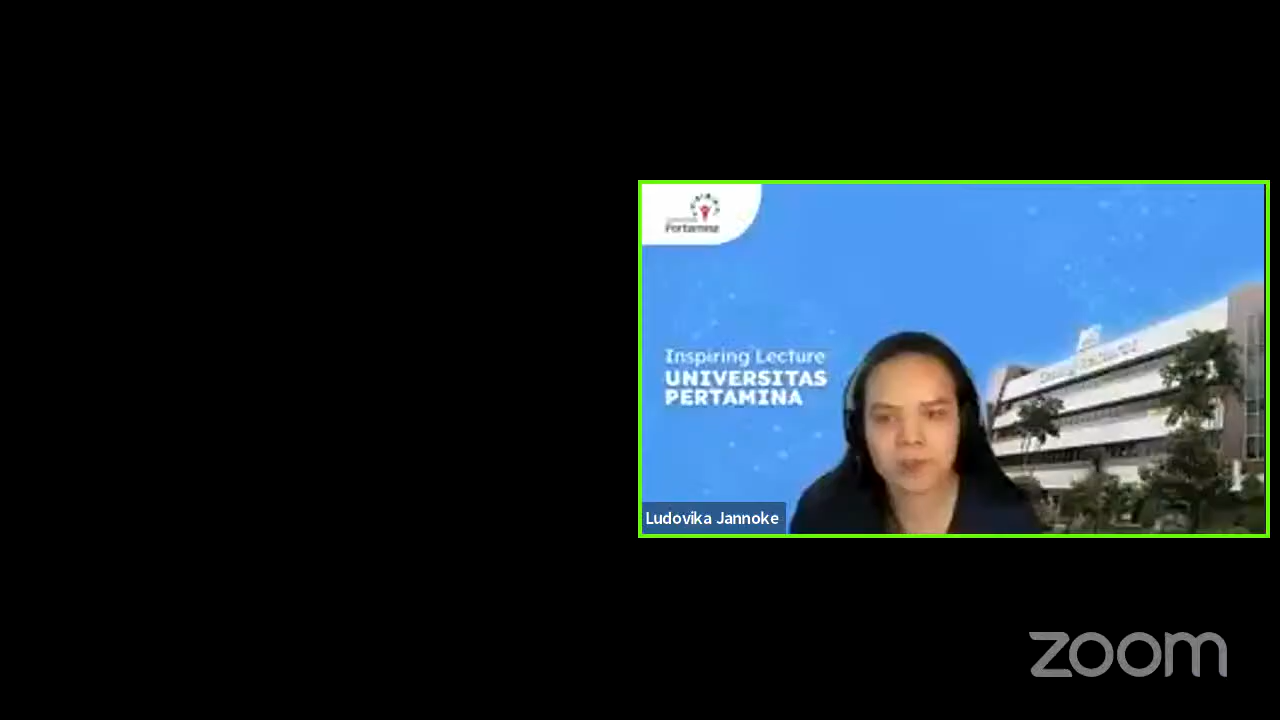 Pertamina
Inspiring Lecture
UNIVERSITAS
PERTAMINA
Ludovika Jannoke
zoom